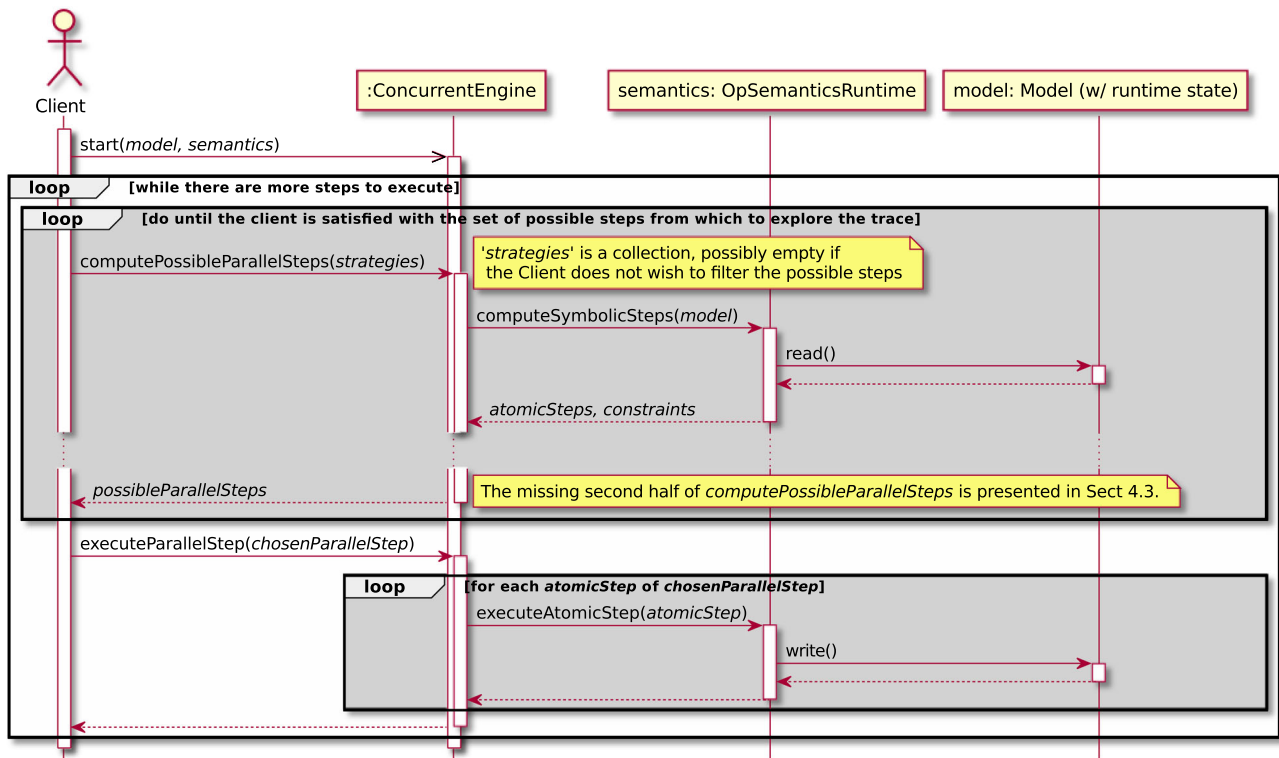 Client
:ConcurrentEngine
semantics: OpSemanticsRuntime
model: Model (w/ runtime state)
start(model, semantics)
loop
[while there are more steps to execute]
loop
[do until the client is satisfied with the set of possible steps from which to explore the trace]
computePossibleParallelSteps(strategies)
'strategies' is a collection, possibly empty if
the Client does not wish to filter the possible steps
computeSymbolicSteps(model)
read()
atomicSteps, constraints
possibleParallelSteps
The missing second half of computePossibleParallelSteps is presented in Sect 4.3.
executeParallelStep(chosenParallelStep)
loop
[for each atomicStep of chosenParallelStep]
executeAtomicStep(atomicStep)
write()